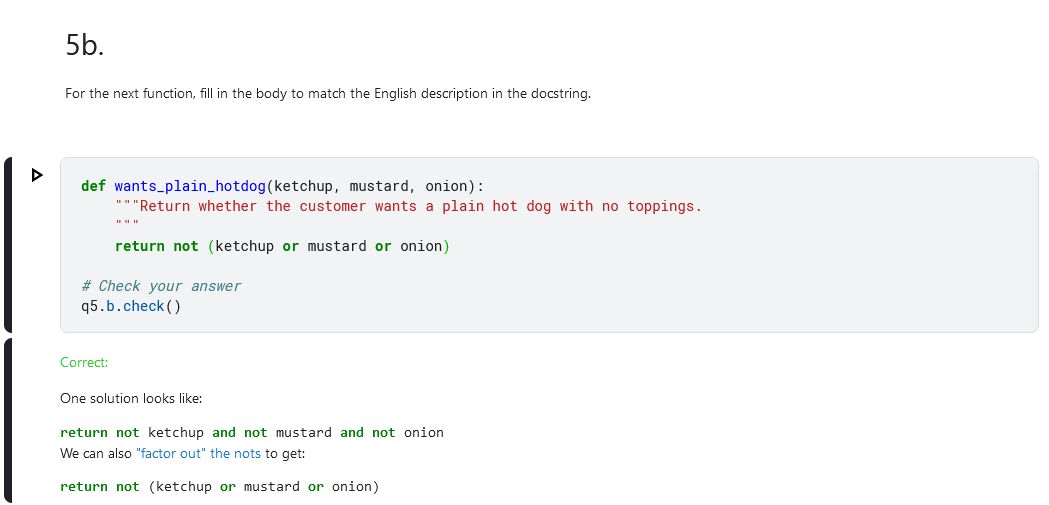 5b.
For the next function, fill in the body to match the English description in the docstring.
def wants_plain_hotdog(ketchup, mustard, onion):
    """Return whether the customer wants a plain hot dog with no toppings.
    """
    return not (ketchup or mustard or onion)
# Check your answer
q5.b.check()
Correct:
One solution looks like:
return not ketchup and not mustard and not onion
We can also "factor out" the nots to get:
return not (ketchup or mustard or onion)